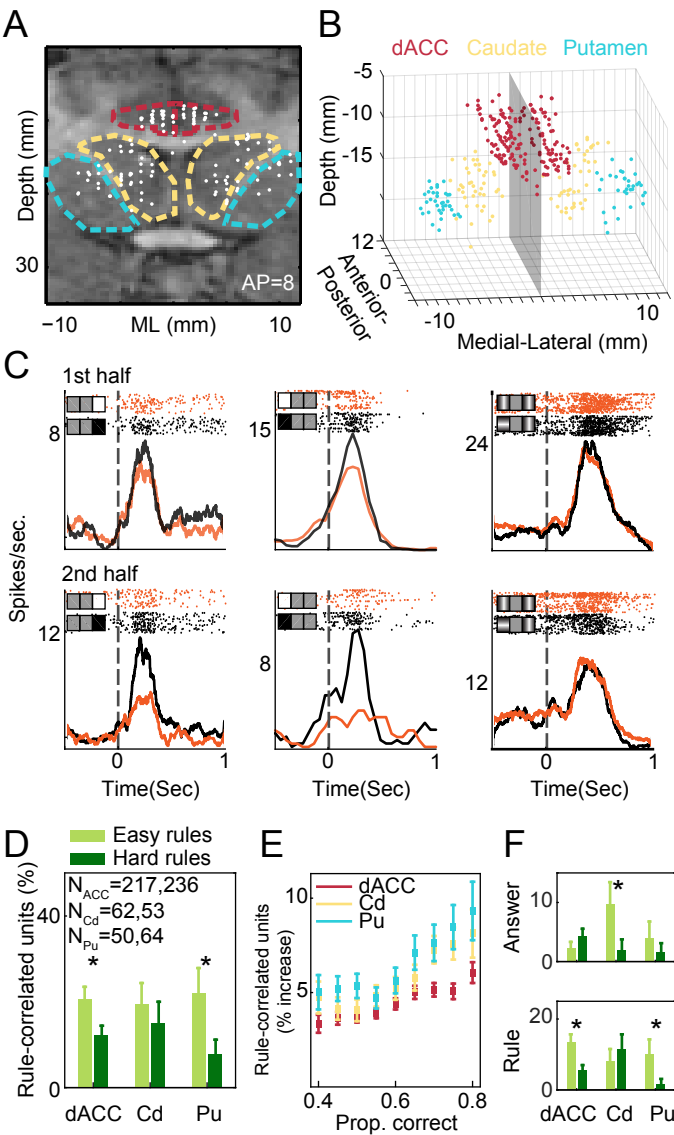 A
Depth (mm)
30
AP=8
−10
ML (mm)
10
B
dACC Caudate Putamen
Depth (mm)
-5
-10
-15
12
0
Anterior-
Posterior
-10
10
Medial-Lateral (mm)
C
1st half
8
15
24
Spikes/sec.
2nd half
12
8
12
0 1
0 1
0 1
Time(Sec)
Time(Sec)
Time(Sec)
D
Easy rules
Hard rules
Rule-correlated units (%)
40
0
N_ACC=217,236
N_Cd=62,53
N_Pu=50,64
* *
dACC Cd Pu
E
Rule-correlated units
(% increase)
10
5
dACC
Cd
Pu
0.4 0.6 0.8
Prop. correct
F
Answer
10
0
*
Rule
20
0
* *
dACC Cd Pu